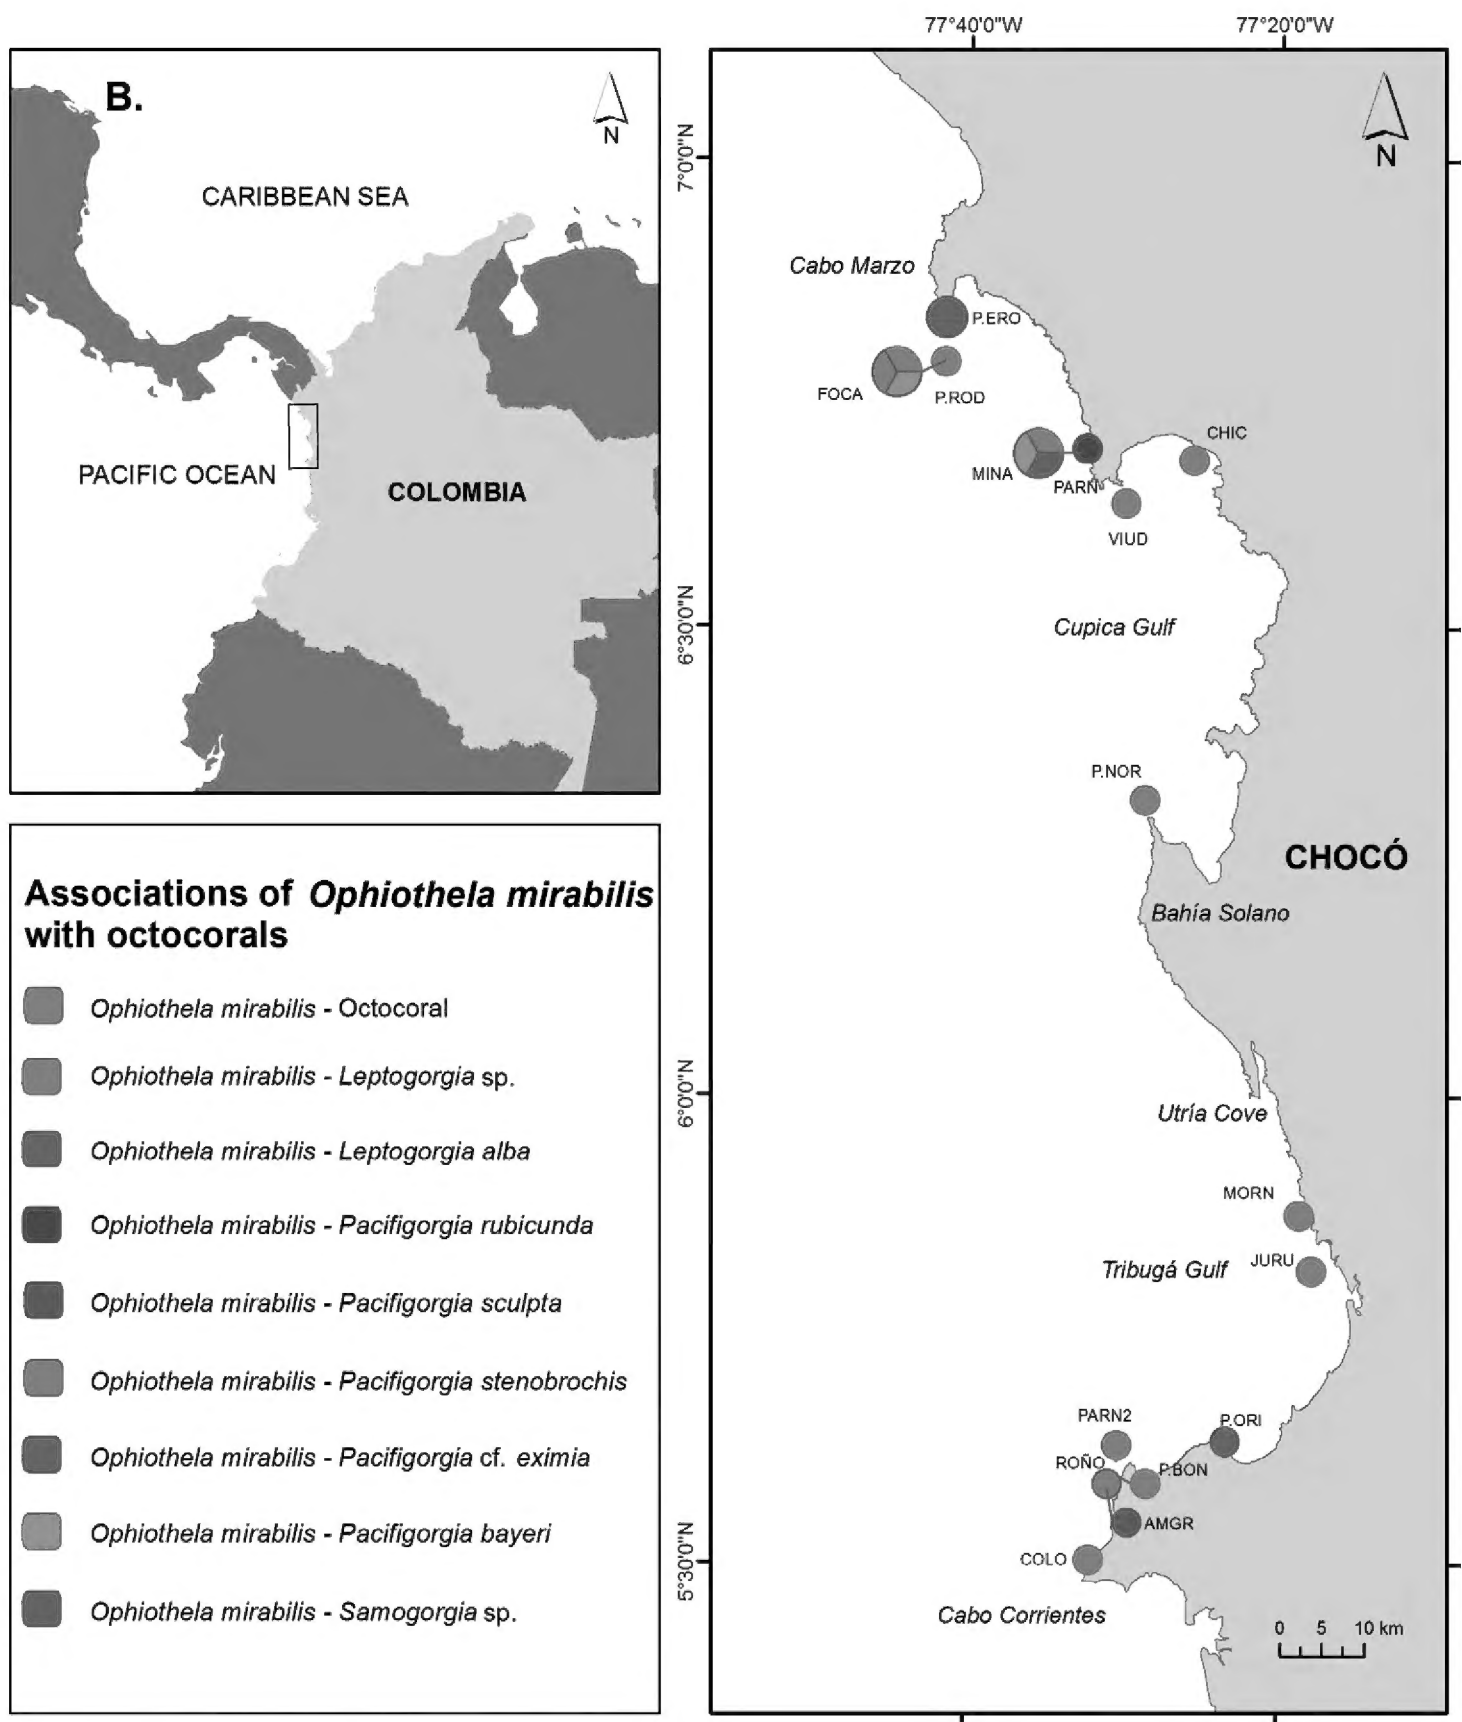 B.
N
CARIBBEAN SEA
PACIFIC OCEAN
COLOMBIA
Associations of Ophiothela mirabilis
with octocorals
Ophiothela mirabilis - Octocoral
Ophiothela mirabilis - Leptogorgia sp.
Ophiothela mirabilis - Leptogorgia alba
Ophiothela mirabilis - Pacifigorgia rubicunda
Ophiothela mirabilis - Pacifigorgia sculpta
Ophiothela mirabilis - Pacifigorgia stenobrochis
Ophiothela mirabilis - Pacifigorgia cf. eximia
Ophiothela mirabilis - Pacifigorgia bayeri
Ophiothela mirabilis - Samogorgia sp.
77°40'0"W 77°20'0"W
7°0'0"N
6°30'0"N
6°0'0"N
5°30'0"N
N
Cabo Marzo
P.ERO
FOCA
P.ROD
CHIC
MINA
PARN
VIUD
Cupica Gulf
P.NOR
CHOCÓ
Bahía Solano
Utría Cove
MORN
Tribugá Gulf
JURU
PARN2
P.ORI
ROÑO
P.BON
AMGR
COLO
Cabo Corrientes
0 5 10 km